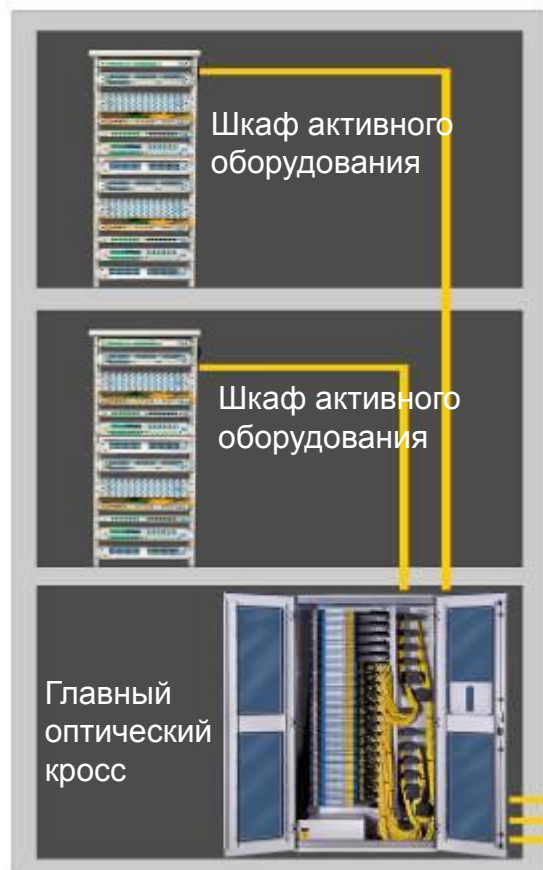 Шкаф активного
оборудования
Шкаф активного
оборудования
Главный
оптический
кросс